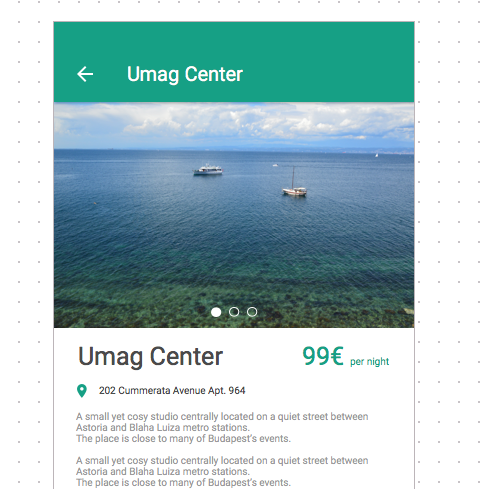 Umag Center
Umag Center
99€ per night
202 Cummerata Avenue Apt. 964
A small yet cosy studio centrally located on a quiet street between
Astoria and Blaha Luiza metro stations.
The place is close to many of Budapest's events.
A small yet cosy studio centrally located on a quiet street between
Astoria and Blaha Luiza metro stations.
The place is close to many of Budapest's events.